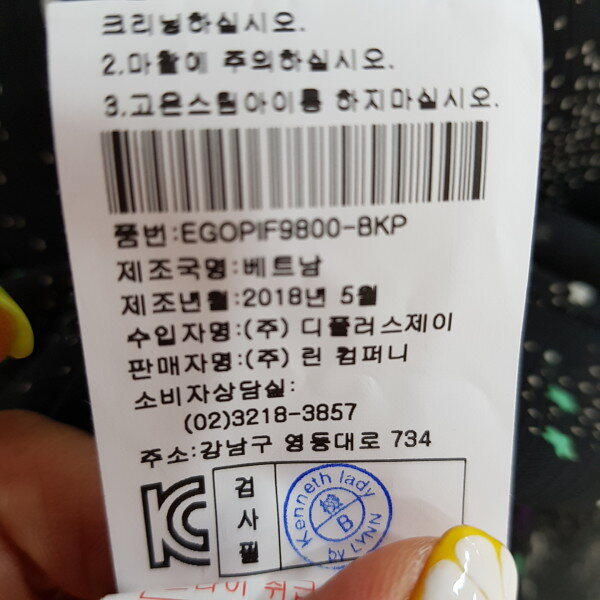 크리닝하십시오.
2.마찰에 주의하십시오.
3.고온스팀아이롱 하지마십시오.
품번:EGOPIF9800-BKP
제조국명:베트남
제조년월:2018년 5월
수입자명:(주) 디플러스제이
판매자명:(주) 린 컴퍼니
소비자상담실:
(02)3218-3857
주소:강남구 영동대로 734
검사필
Kenneth lady
B
by LYNN